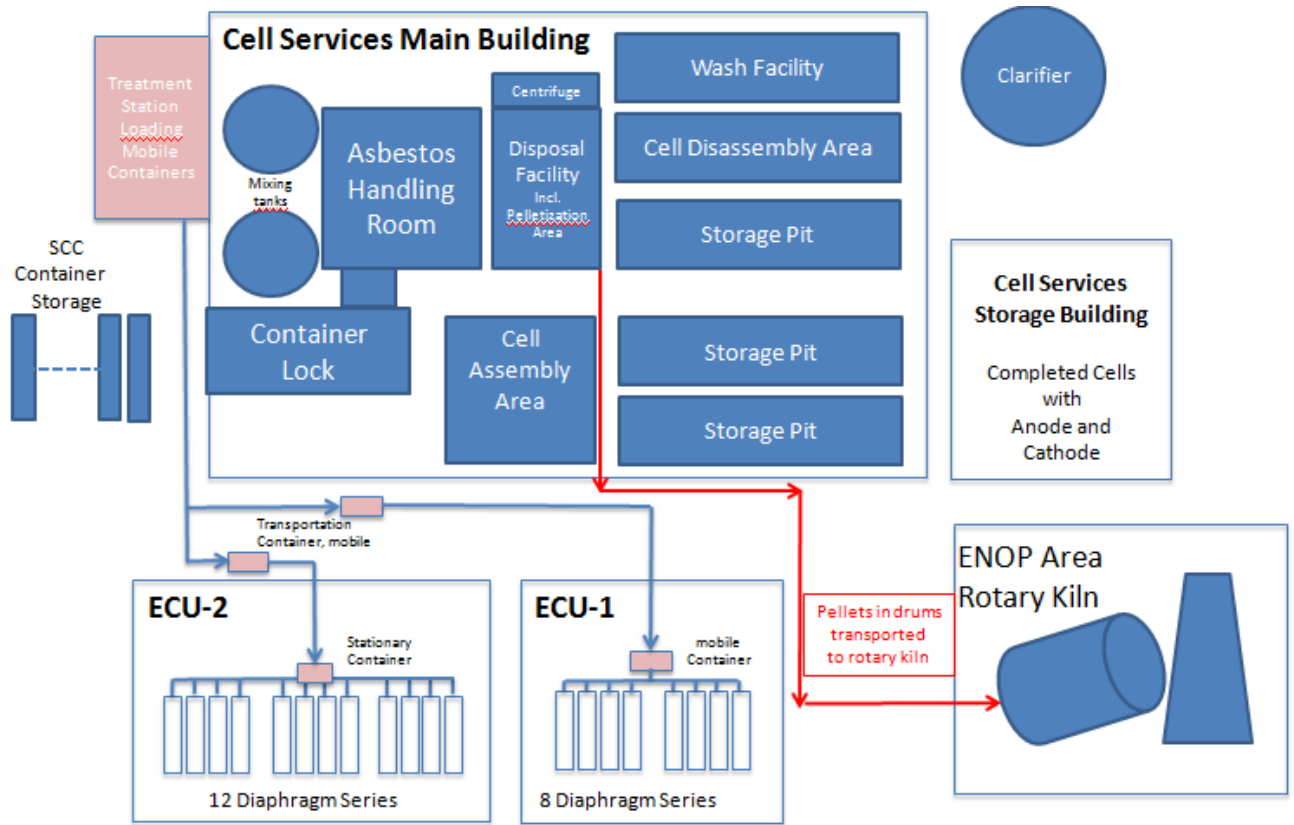 Cell Services Main Building
Treatment
Station
Loading
Mobile
Containers
Mixing
tanks
Asbestos
Handling
Room
Centrifuge
Disposal
Facility
Incl.
Pelletization
Area
Wash Facility
Cell Disassembly Area
Storage Pit
Clarifier
SCC
Container
Storage
Container
Lock
Cell
Assembly
Area
Storage Pit
Storage Pit
Cell Services
Storage Building
Completed Cells
with
Anode and
Cathode
Transportation
Container, mobile
ECU-2
Stationary
Container
12 Diaphragm Series
ECU-1
mobile
Container
8 Diaphragm Series
Pellets in drums
transported
to rotary kiln
ENOP Area
Rotary Kiln